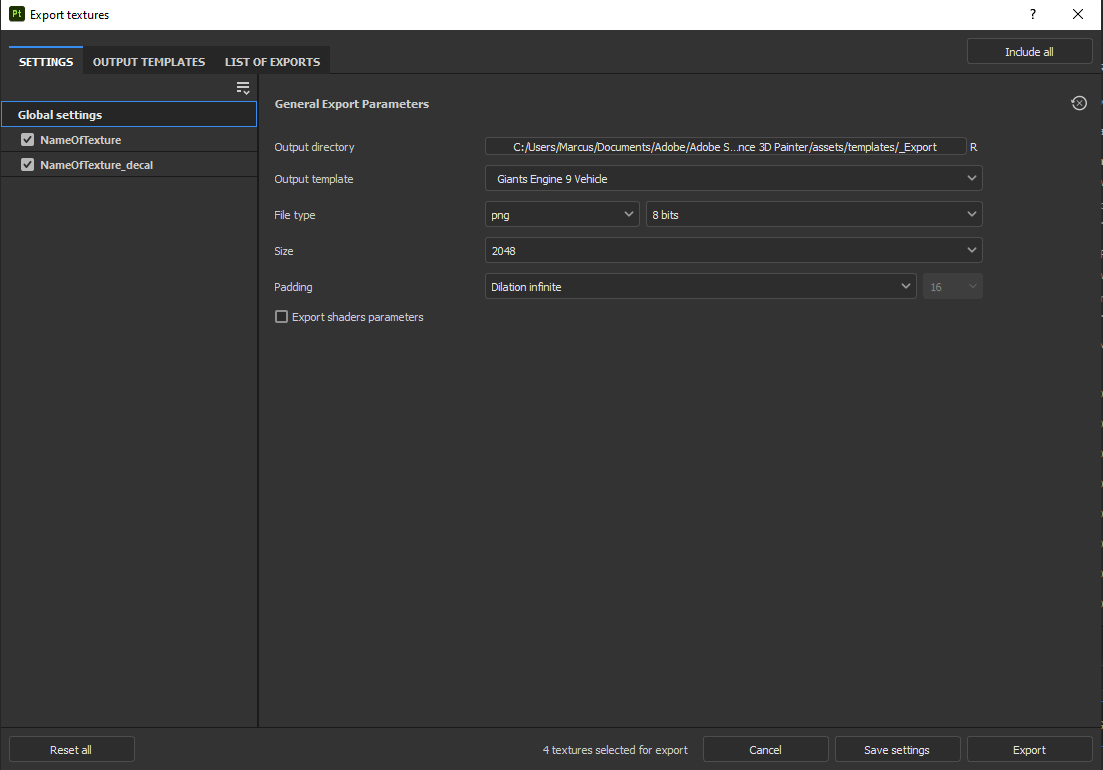 Pt Export textures ?
SETTINGS OUTPUT TEMPLATES LIST OF EXPORTS Include all
Global settings
NameOfTexture
NameOfTexture_decal
General Export Parameters
Output directory C:/Users/Marcus/Documents/Adobe/Adobe S...nce 3D Painter/assets/templates/_Export R
Output template Giants Engine 9 Vehicle
File type png 8 bits
Size 2048
Padding Dilation infinite 16
Export shaders parameters
Reset all 4 textures selected for export Cancel Save settings Export